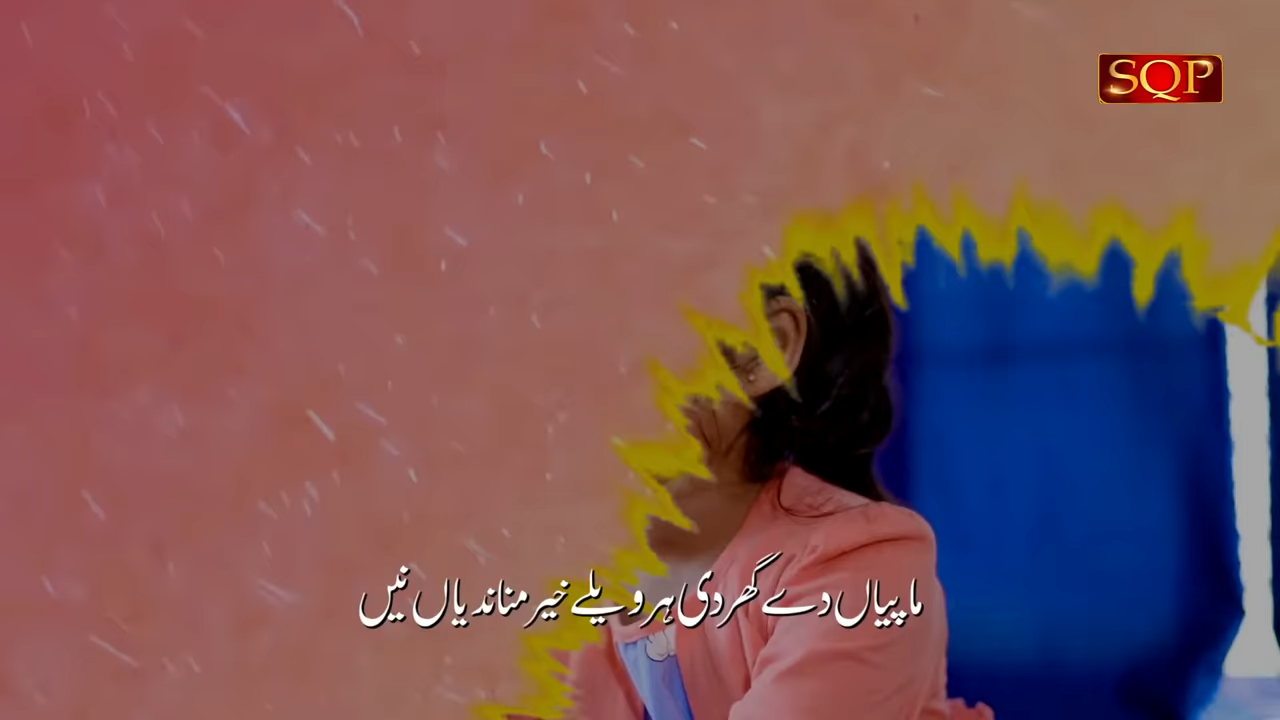 SQP
ماپیاں دے گھر دی ہر ویلے خیر مناندیاں نیں